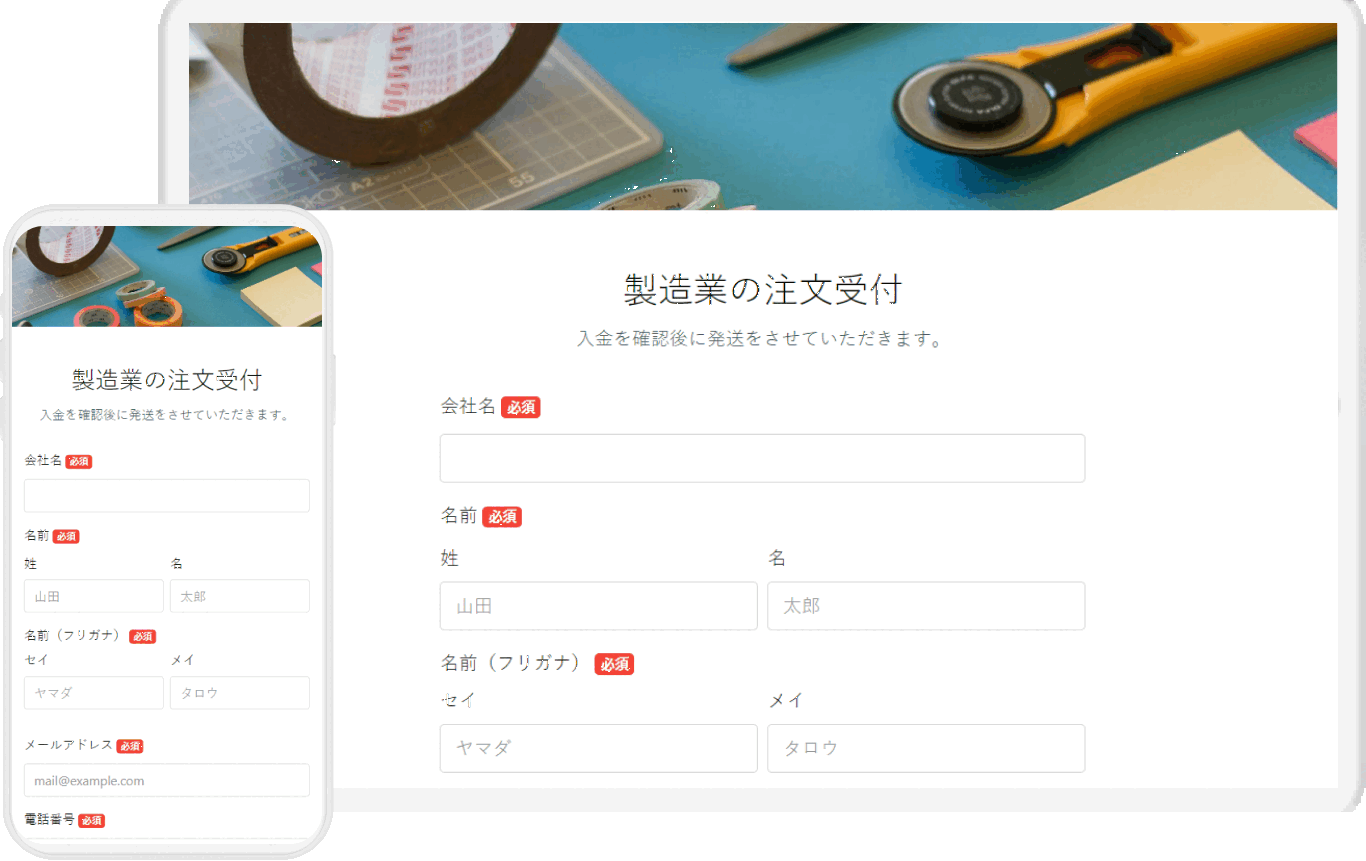 55
A2
製造業の注文受付
入金を確認後に発送をさせていただきます。
会社名 必須
名前 必須
姓 名
山田 太郎
名前（フリガナ） 必須
セイ メイ
ヤマダ タロウ
製造業の注文受付
入金を確認後に発送をさせていただきます。
会社名 必須
名前 必須
姓 名
山田 太郎
名前（フリガナ） 必須
セイ メイ
ヤマダ タロウ
メールアドレス 必須
mail@example.com
電話番号 必須